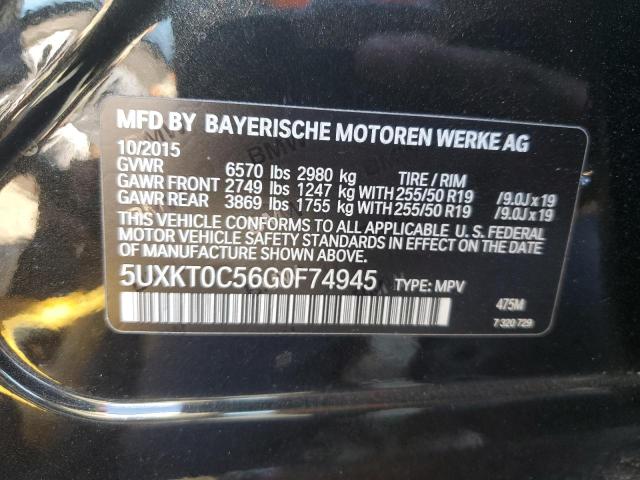 MFD BY BAYERISCHE MOTOREN WERKE AG
10/2015
GVWR 6570 lbs 2980 kg TIRE / RIM
GAWR FRONT 2749 lbs 1247 kg WITH 255/50 R19 /9.0J x 19
GAWR REAR 3869 lbs 1755 kg WITH 255/50 R19 /9.0J x 19
THIS VEHICLE CONFORMS TO ALL APPLICABLE U.S. FEDERAL
MOTOR VEHICLE SAFETY STANDARDS IN EFFECT ON THE DATE
OF MANUFACTURE SHOWN ABOVE.
5UXKT0C56G0F74945 TYPE: MPV
475M
7 320 729